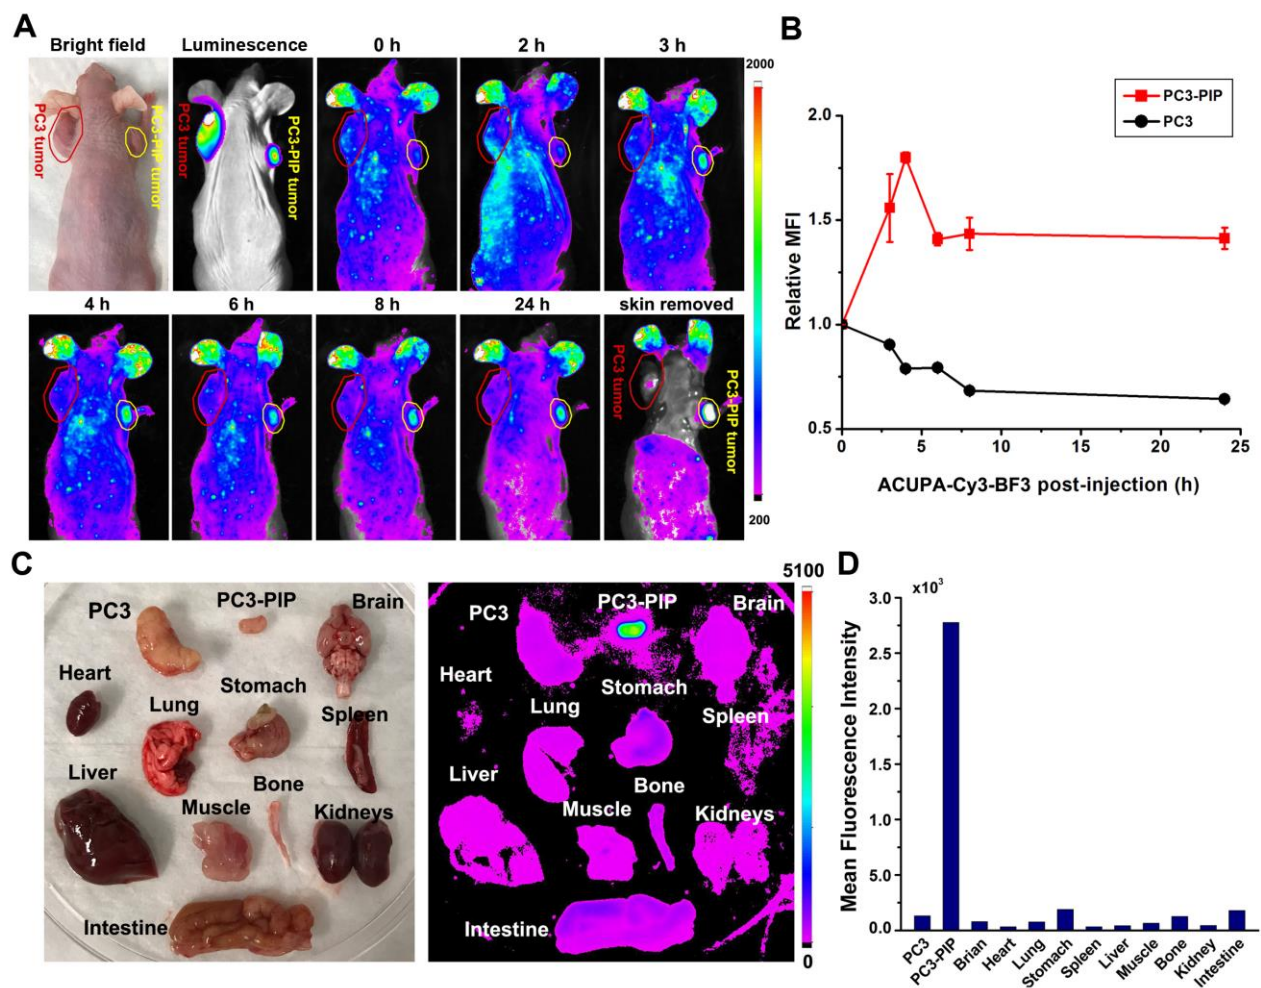 A
Bright field
Luminescence
0 h
2 h
3 h
PC3 tumor
PC3-PIP tumor
PC3 tumor
PC3-PIP tumor
2000
4 h
6 h
8 h
24 h
skin removed
PC3 tumor
PC3-PIP tumor
200
B
PC3-PIP
PC3
2.0
1.5
1.0
0.5
Relative MFI
0
5
10
15
20
25
ACUPA-Cy3-BF3 post-injection (h)
C
PC3
PC3-PIP
Brain
Heart
Lung
Stomach
Spleen
Liver
Muscle
Bone
Kidneys
Intestine
PC3
PC3-PIP
Brain
Heart
Lung
Stomach
Spleen
Liver
Muscle
Bone
Kidneys
Intestine
5100
0
D
x10³
3.0
2.5
2.0
1.5
1.0
5.0
0.0
Mean Fluorescence Intensity
PC3
PC3-PIP
Brian
Heart
Lung
Stomach
Spleen
Liver
Muscle
Bone
Kidney
Intestine